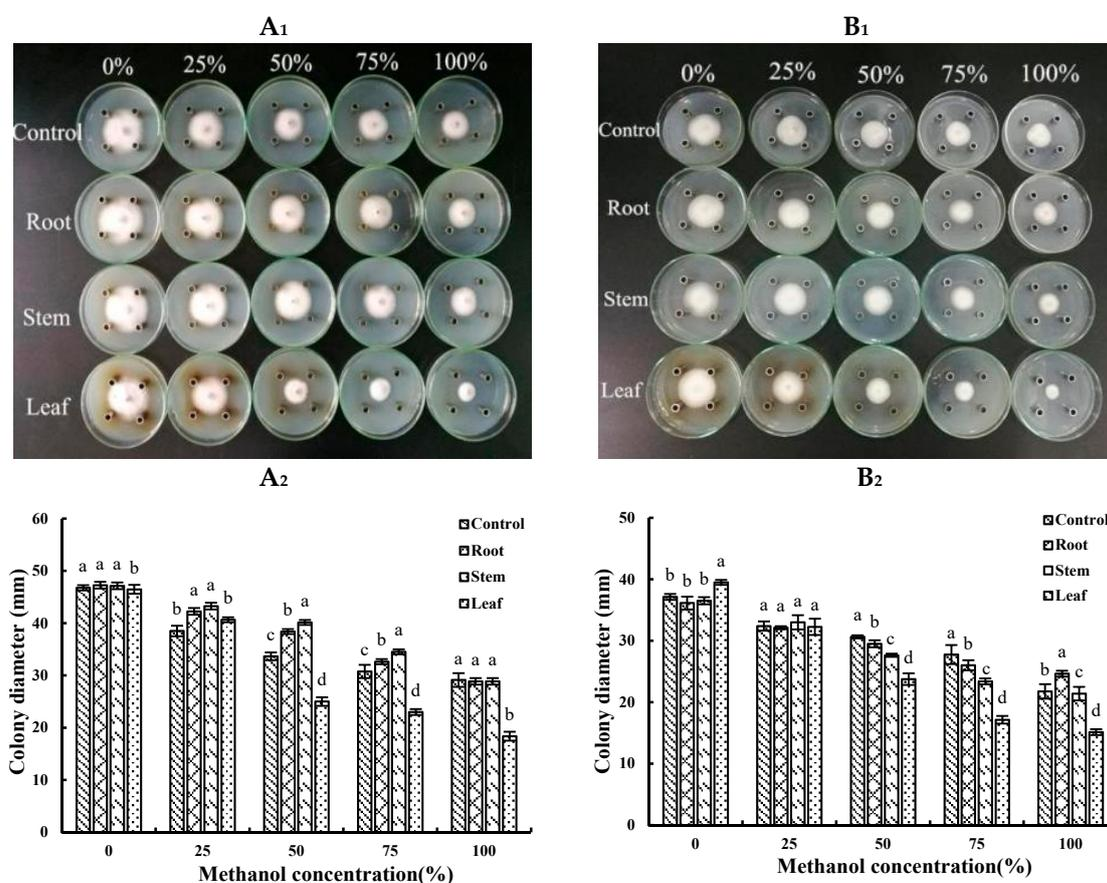 A1
B1
0% 25% 50% 75% 100%
Control
Root
Stem
Leaf
0% 25% 50% 75% 100%
Control
Root
Stem
Leaf
A2
B2
60
50
40
30
20
10
0
Colony diameter (mm)
Control
Root
Stem
Leaf
a a a b
b a a b
c b a d
c b a d
a a a b
0 25 50 75 100
Methanol concentration(%)
50
40
30
20
10
0
Colony diameter (mm)
Control
Root
Stem
Leaf
b b b a
a a a a
a b c d
a b c d
b a c d
0 25 50 75 100
Methanol concentration(%)